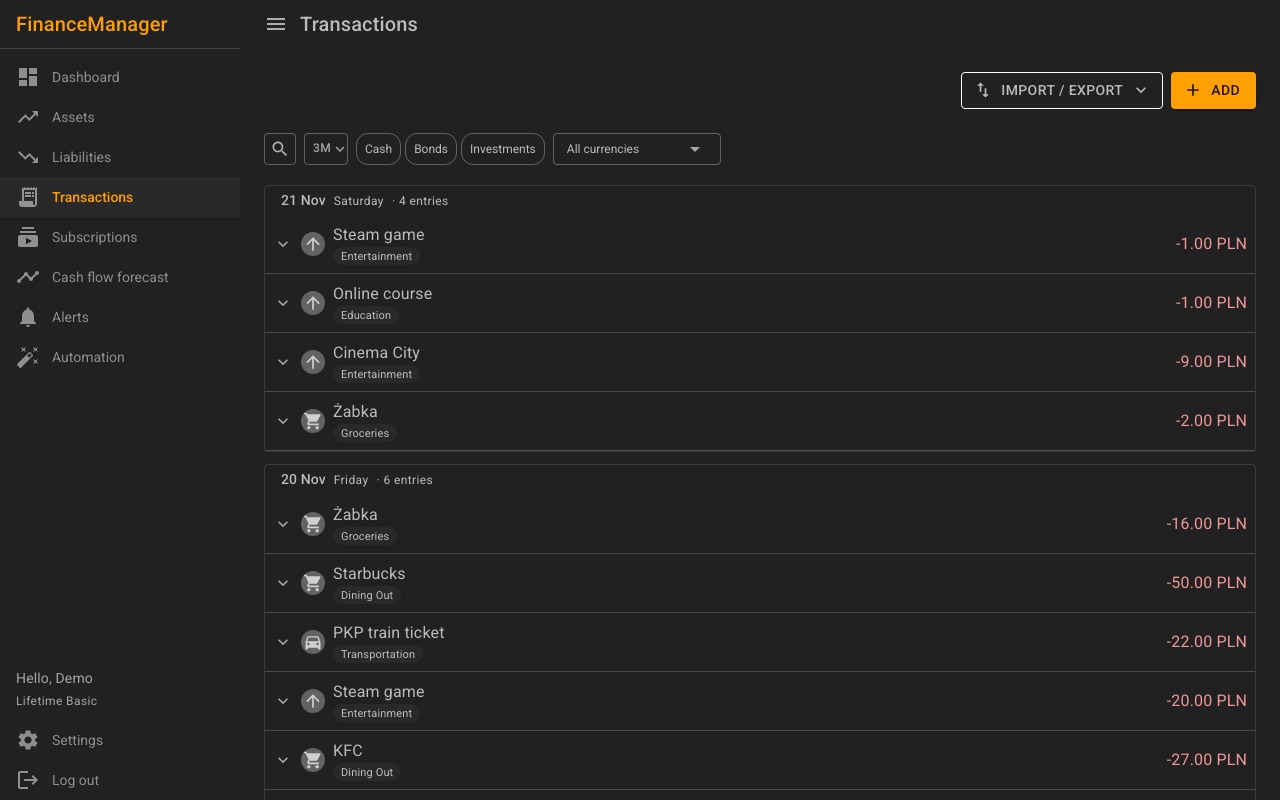 FinanceManager
Transactions
Dashboard
Assets
Liabilities
Transactions
Subscriptions
Cash flow forecast
Alerts
Automation
Hello, Demo
Lifetime Basic
Settings
Log out
IMPORT / EXPORT
ADD
3M
Cash
Bonds
Investments
All currencies
21 Nov Saturday · 4 entries
Steam game
Entertainment
-1.00 PLN
Online course
Education
-1.00 PLN
Cinema City
Entertainment
-9.00 PLN
Żabka
Groceries
-2.00 PLN
20 Nov Friday · 6 entries
Żabka
Groceries
-16.00 PLN
Starbucks
Dining Out
-50.00 PLN
PKP train ticket
Transportation
-22.00 PLN
Steam game
Entertainment
-20.00 PLN
KFC
Dining Out
-27.00 PLN